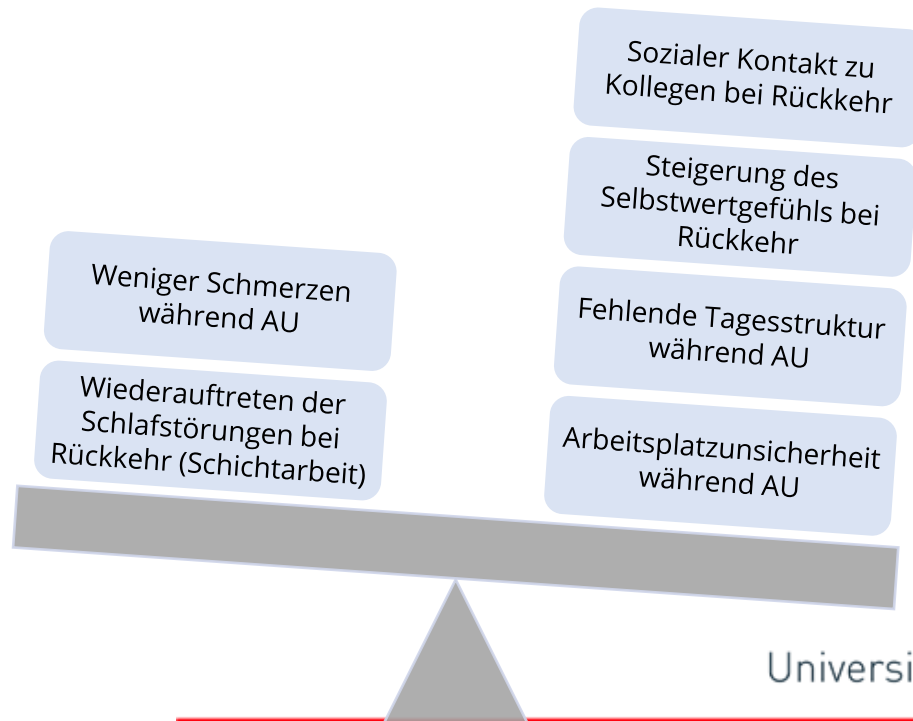 Sozialer Kontakt zu
Kollegen bei Rückkehr
Steigerung des
Selbstwertgefühls bei
Rückkehr
Weniger Schmerzen
während AU
Fehlende Tagesstruktur
während AU
Wiederauftreten der
Schlafstörungen bei
Rückkehr (Schichtarbeit)
Arbeitsplatzunsicherheit
während AU
Universi